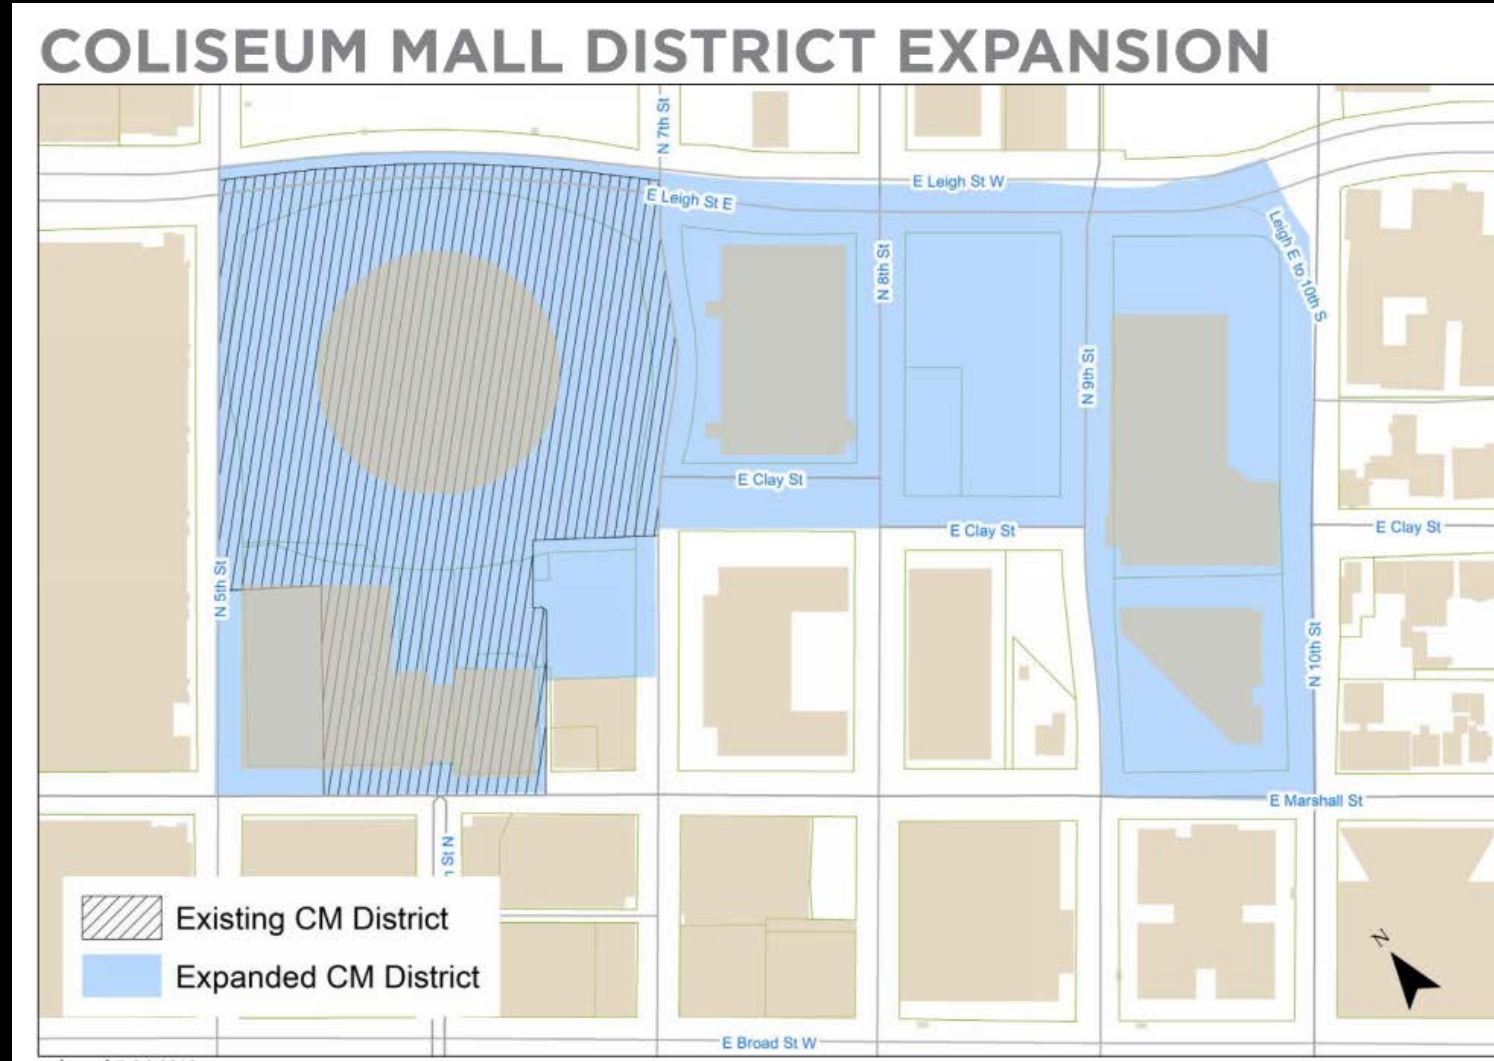 COLISEUM MALL DISTRICT EXPANSION
N 7th St
E Leigh St W
E Leigh St E
N 8th St
Leigh E to 10th S
N 9th St
E Clay St
E Clay St
E Clay St
N 5th St
N 10th St
E Marshall St
St N
Existing CM District
Expanded CM District
N
E Broad St W